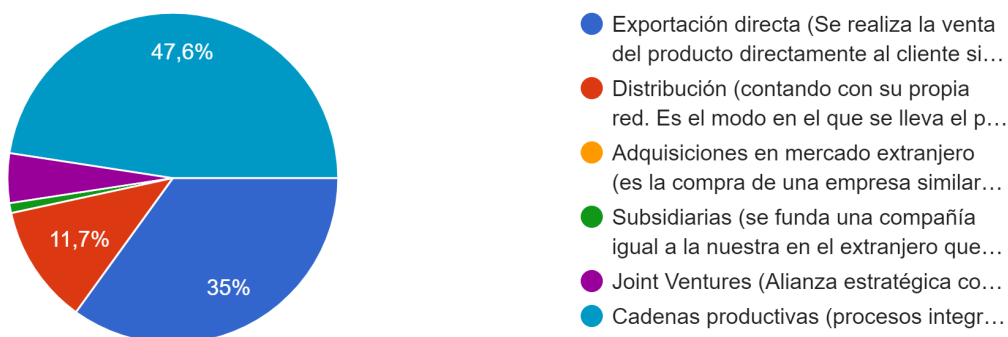 47,6%
11,7%
35%
Exportación directa (Se realiza la venta
del producto directamente al cliente si…
Distribución (contando con su propia
red. Es el modo en el que se lleva el p…
Adquisiciones en mercado extranjero
(es la compra de una empresa similar…
Subsidiarias (se funda una compañía
igual a la nuestra en el extranjero que…
Joint Ventures (Alianza estratégica co…
Cadenas productivas (procesos integr…